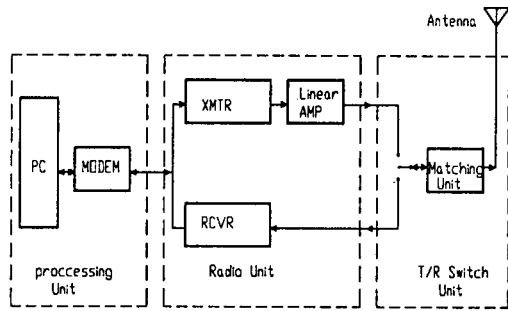 Antenna
XMTR
Linear
AMP
PC
MODEM
Matching
Unit
RCVR
proccessing
Unit
Radio Unit
T/R Switch
Unit